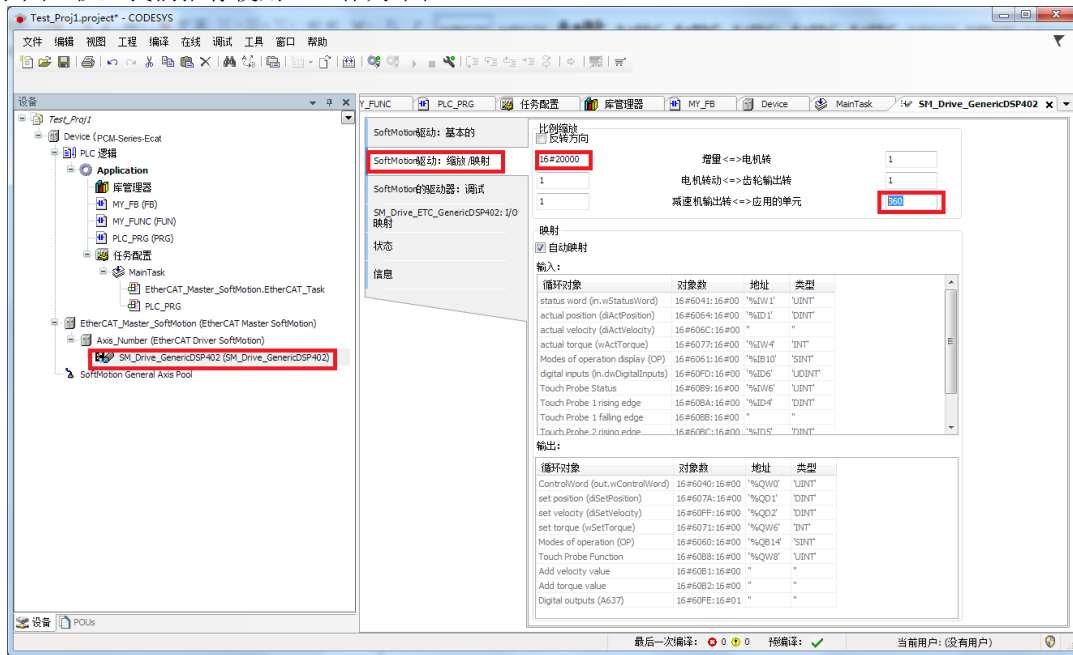 Test_Proj1.project* - CODESYS
文件 编辑 视图 工程 编译 在线 调试 工具 窗口 帮助
设备
Test_Proj1
Device (PCM-Series-Ecat
PLC 逻辑
Application
库管理器
MY_FB (FB)
MY_FUNC (FUN)
PLC_PRG (PRG)
任务配置
MainTask
EtherCAT_Master_SoftMotion.EtherCAT_Task
PLC_PRG
EtherCAT_Master_SoftMotion (EtherCAT Master SoftMotion)
Axis_Number (EtherCAT Driver SoftMotion)
SM_Drive_GenericDSP402 (SM_Drive_GenericDSP402)
SoftMotion General Axis Pool
设备 POUs
Y_FUNC PLC_PRG 任务配置 库管理器 MY_FB Device MainTask SM_Drive_GenericDSP402
SoftMotion驱动: 基本的
SoftMotion驱动: 缩放/映射
SoftMotion的驱动器: 调试
SM_Drive_ETC_GenericDSP402: I/O
映射
状态
信息
比例缩放
反转方向
16#20000 增量<=>电机转 1
1 电机转动<=>齿轮输出转 1
1 减速机输出转<=>应用的单元 360
映射
自动映射
输入:
循环对象 对象数 地址 类型
status word (in.wStatusWord) 16#6041:16#00 '%IW1' 'UINT'
actual position (diActPosition) 16#6064:16#00 '%ID1' 'DINT'
actual velocity (diActVelocity) 16#606C:16#00 '' ''
actual torque (wActTorque) 16#6077:16#00 '%IW4' 'INT'
Modes of operation display (OP) 16#6061:16#00 '%IB10' 'SINT'
digital inputs (in.dwDigitalInputs) 16#60FD:16#00 '%ID6' 'UDINT'
Touch Probe Status 16#60B9:16#00 '%IW6' 'UINT'
Touch Probe 1 rising edge 16#60BA:16#00 '%ID4' 'DINT'
Touch Probe 1 falling edge 16#60BB:16#00 '' ''
Touch Probe 2 rising edge 16#60BC:16#00 '%ID5' 'DINT'
输出:
循环对象 对象数 地址 类型
ControlWord (out.wControlWord) 16#6040:16#00 '%QW0' 'UINT'
set position (diSetPosition) 16#607A:16#00 '%QD1' 'DINT'
set velocity (diSetVelocity) 16#60FF:16#00 '%QD2' 'DINT'
set torque (wSetTorque) 16#6071:16#00 '%QW6' 'INT'
Modes of operation (OP) 16#6060:16#00 '%QB14' 'SINT'
Touch Probe Function 16#60B8:16#00 '%QW8' 'UINT'
Add velocity value 16#60B1:16#00 '' ''
Add torque value 16#60B2:16#00 '' ''
Digital outputs (A637) 16#60FE:16#01 '' ''
最后一次编译: 0 0 预编译: 当前用户: (没有用户)